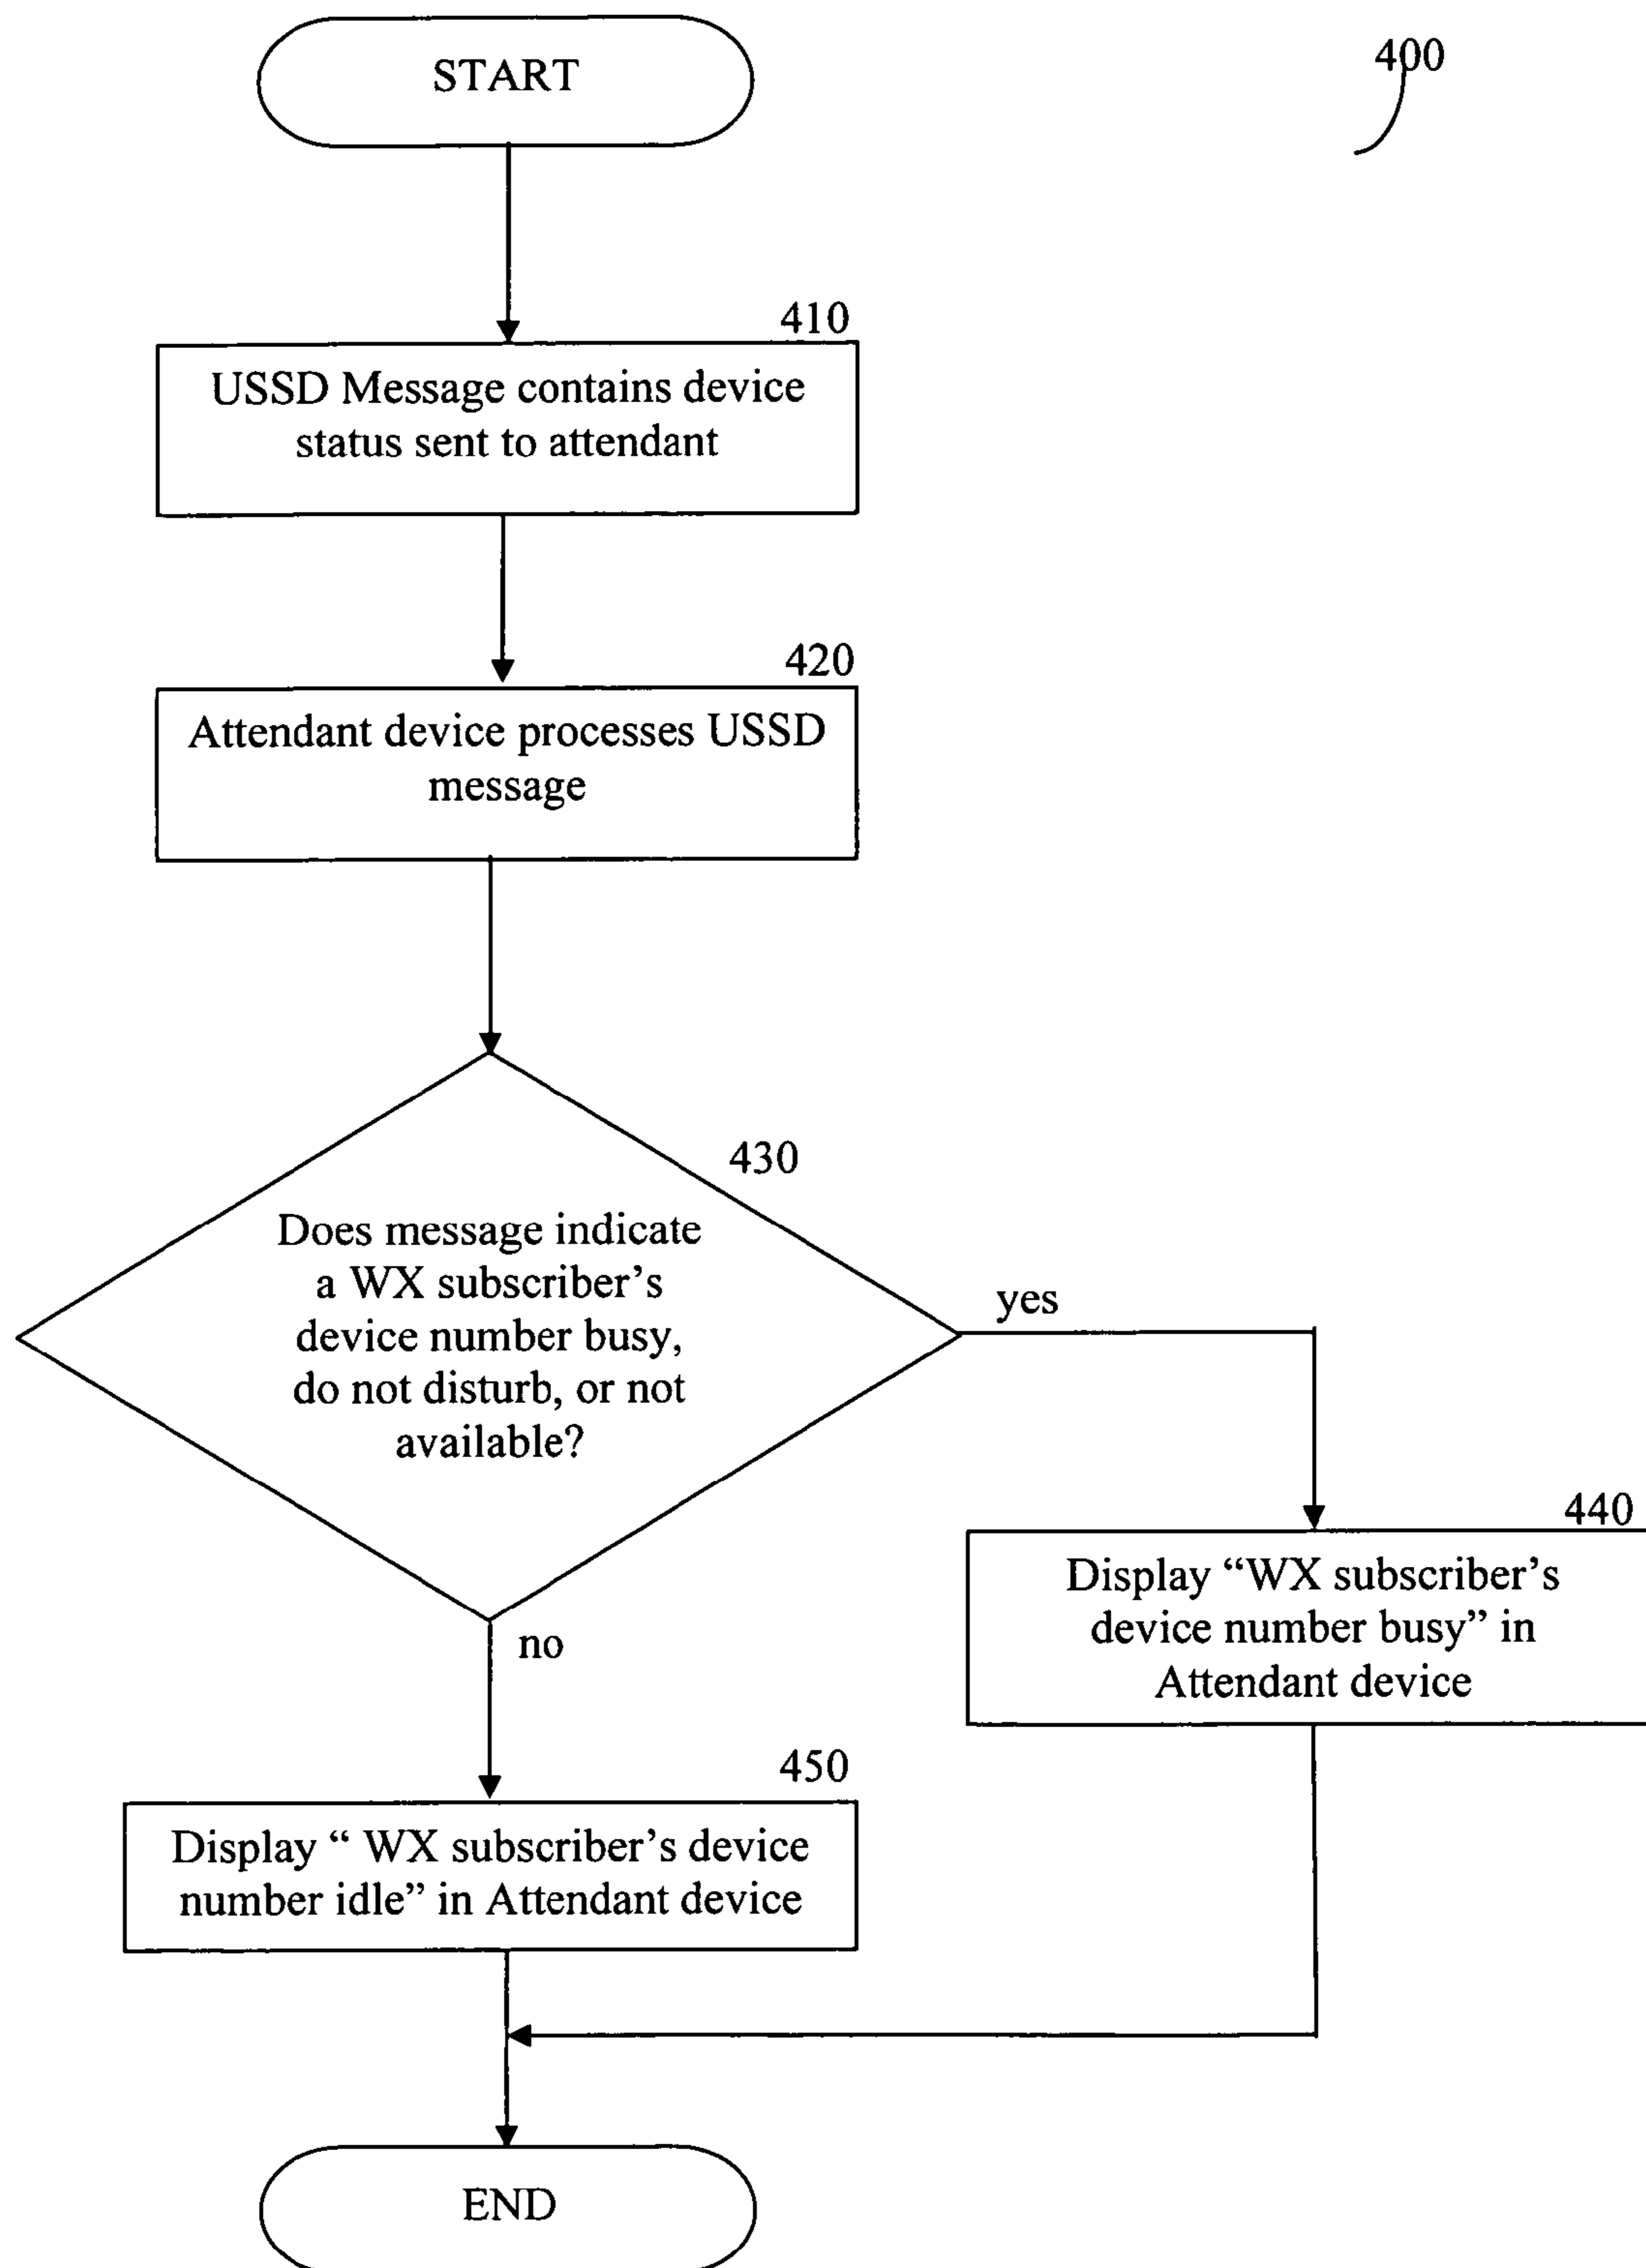 START
400
410
USSD Message contains device
status sent to attendant
420
Attendant device processes USSD
message
430
Does message indicate
a WX subscriber’s
device number busy,
do not disturb, or not
available?
yes
440
Display “WX subscriber’s
device number busy” in
Attendant device
no
450
Display “ WX subscriber’s device
number idle” in Attendant device
END